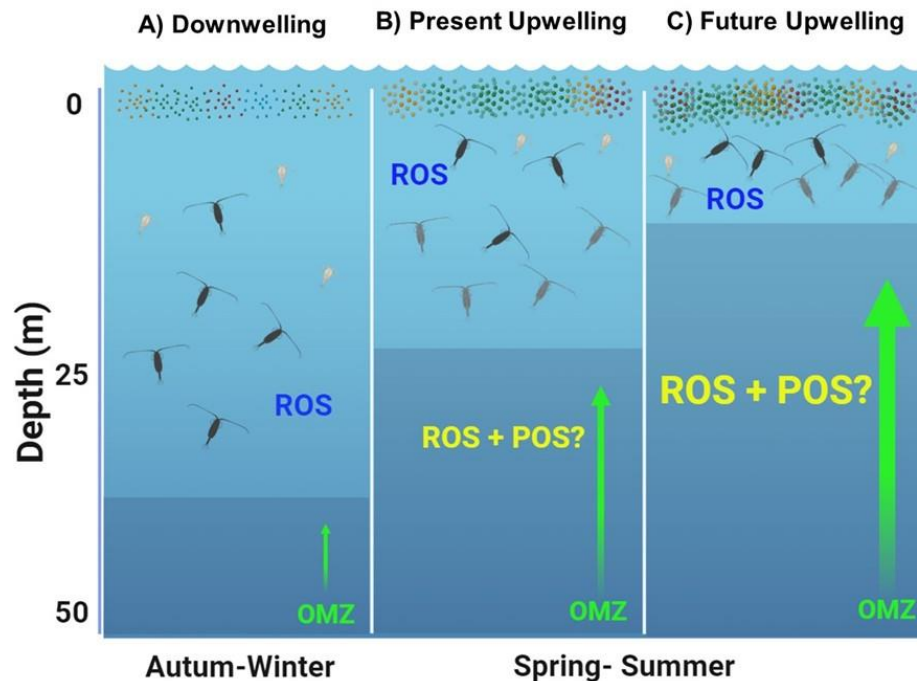 A) Downwelling
B) Present Upwelling
C) Future Upwelling
0
25
50
Depth (m)
ROS
OMZ
ROS
ROS + POS?
OMZ
ROS
ROS + POS?
OMZ
Autum-Winter
Spring- Summer